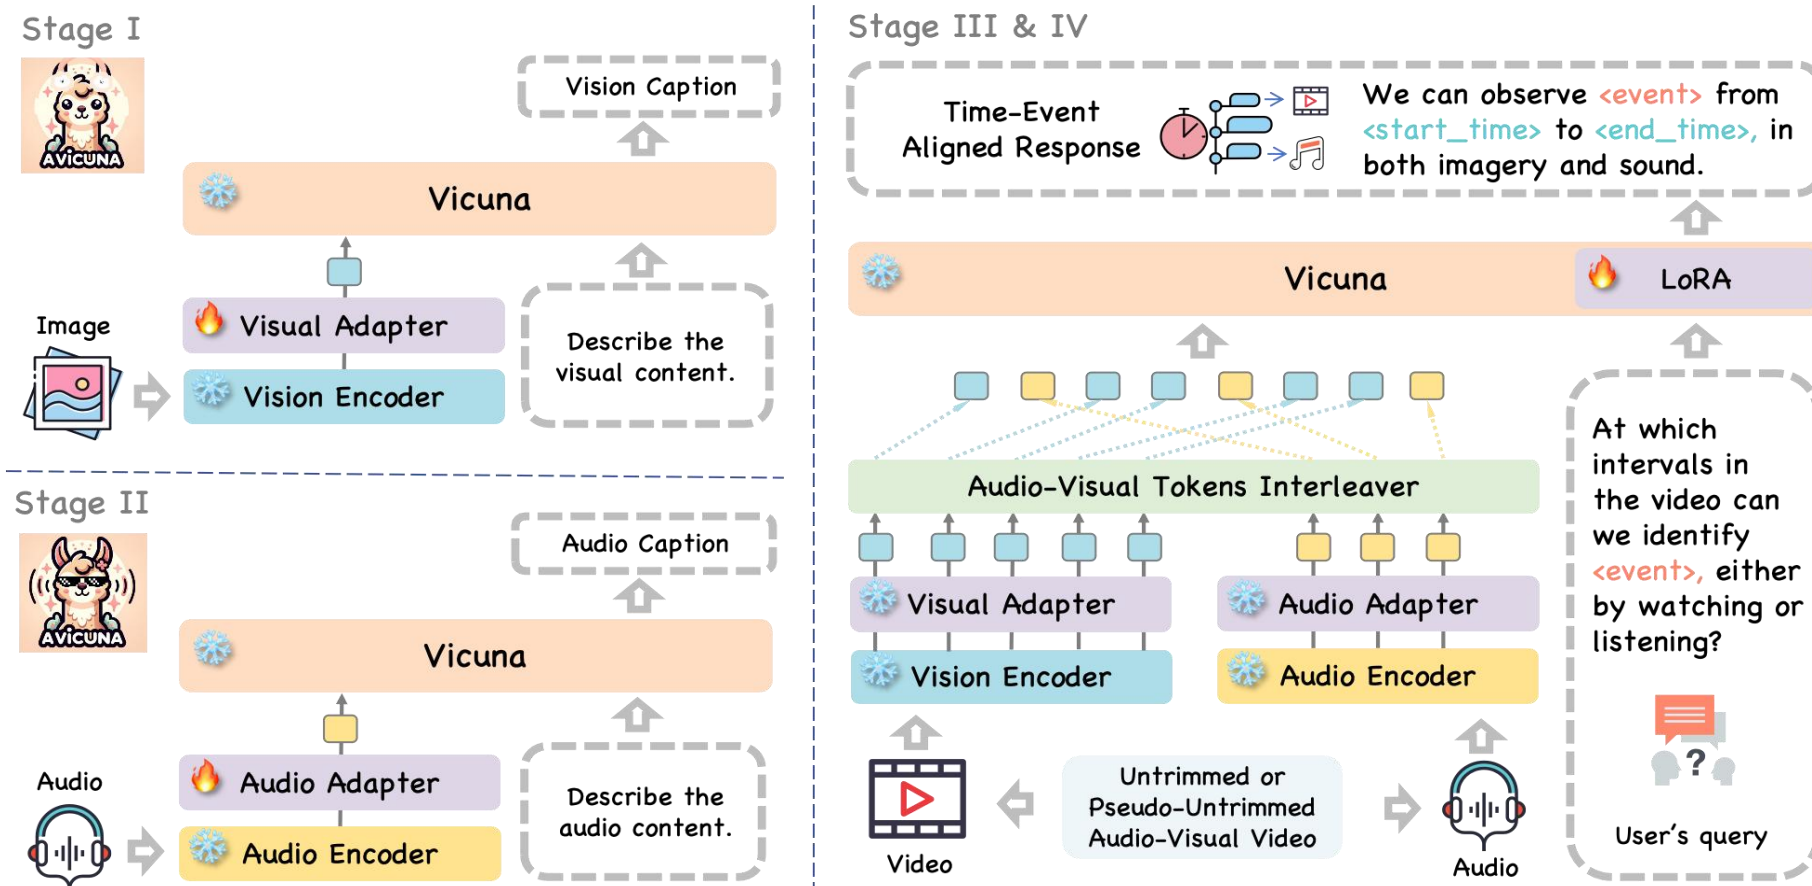 Stage I
AVICUNA
Vision Caption
Vicuna
Visual Adapter
Image
Vision Encoder
Describe the
visual content.
Stage II
AVICUNA
Audio Caption
Vicuna
Audio Adapter
Audio
Audio Encoder
Describe the
audio content.
Stage III & IV
Time-Event
Aligned Response
We can observe <event> from
<start_time> to <end_time>, in
both imagery and sound.
Vicuna
LoRA
Audio-Visual Tokens Interleaver
Visual Adapter
Audio Adapter
Vision Encoder
Audio Encoder
Video
Untrimmed or
Pseudo-Untrimmed
Audio-Visual Video
Audio
At which
intervals in
the video can
we identify
<event>, either
by watching or
listening?
?
User's query